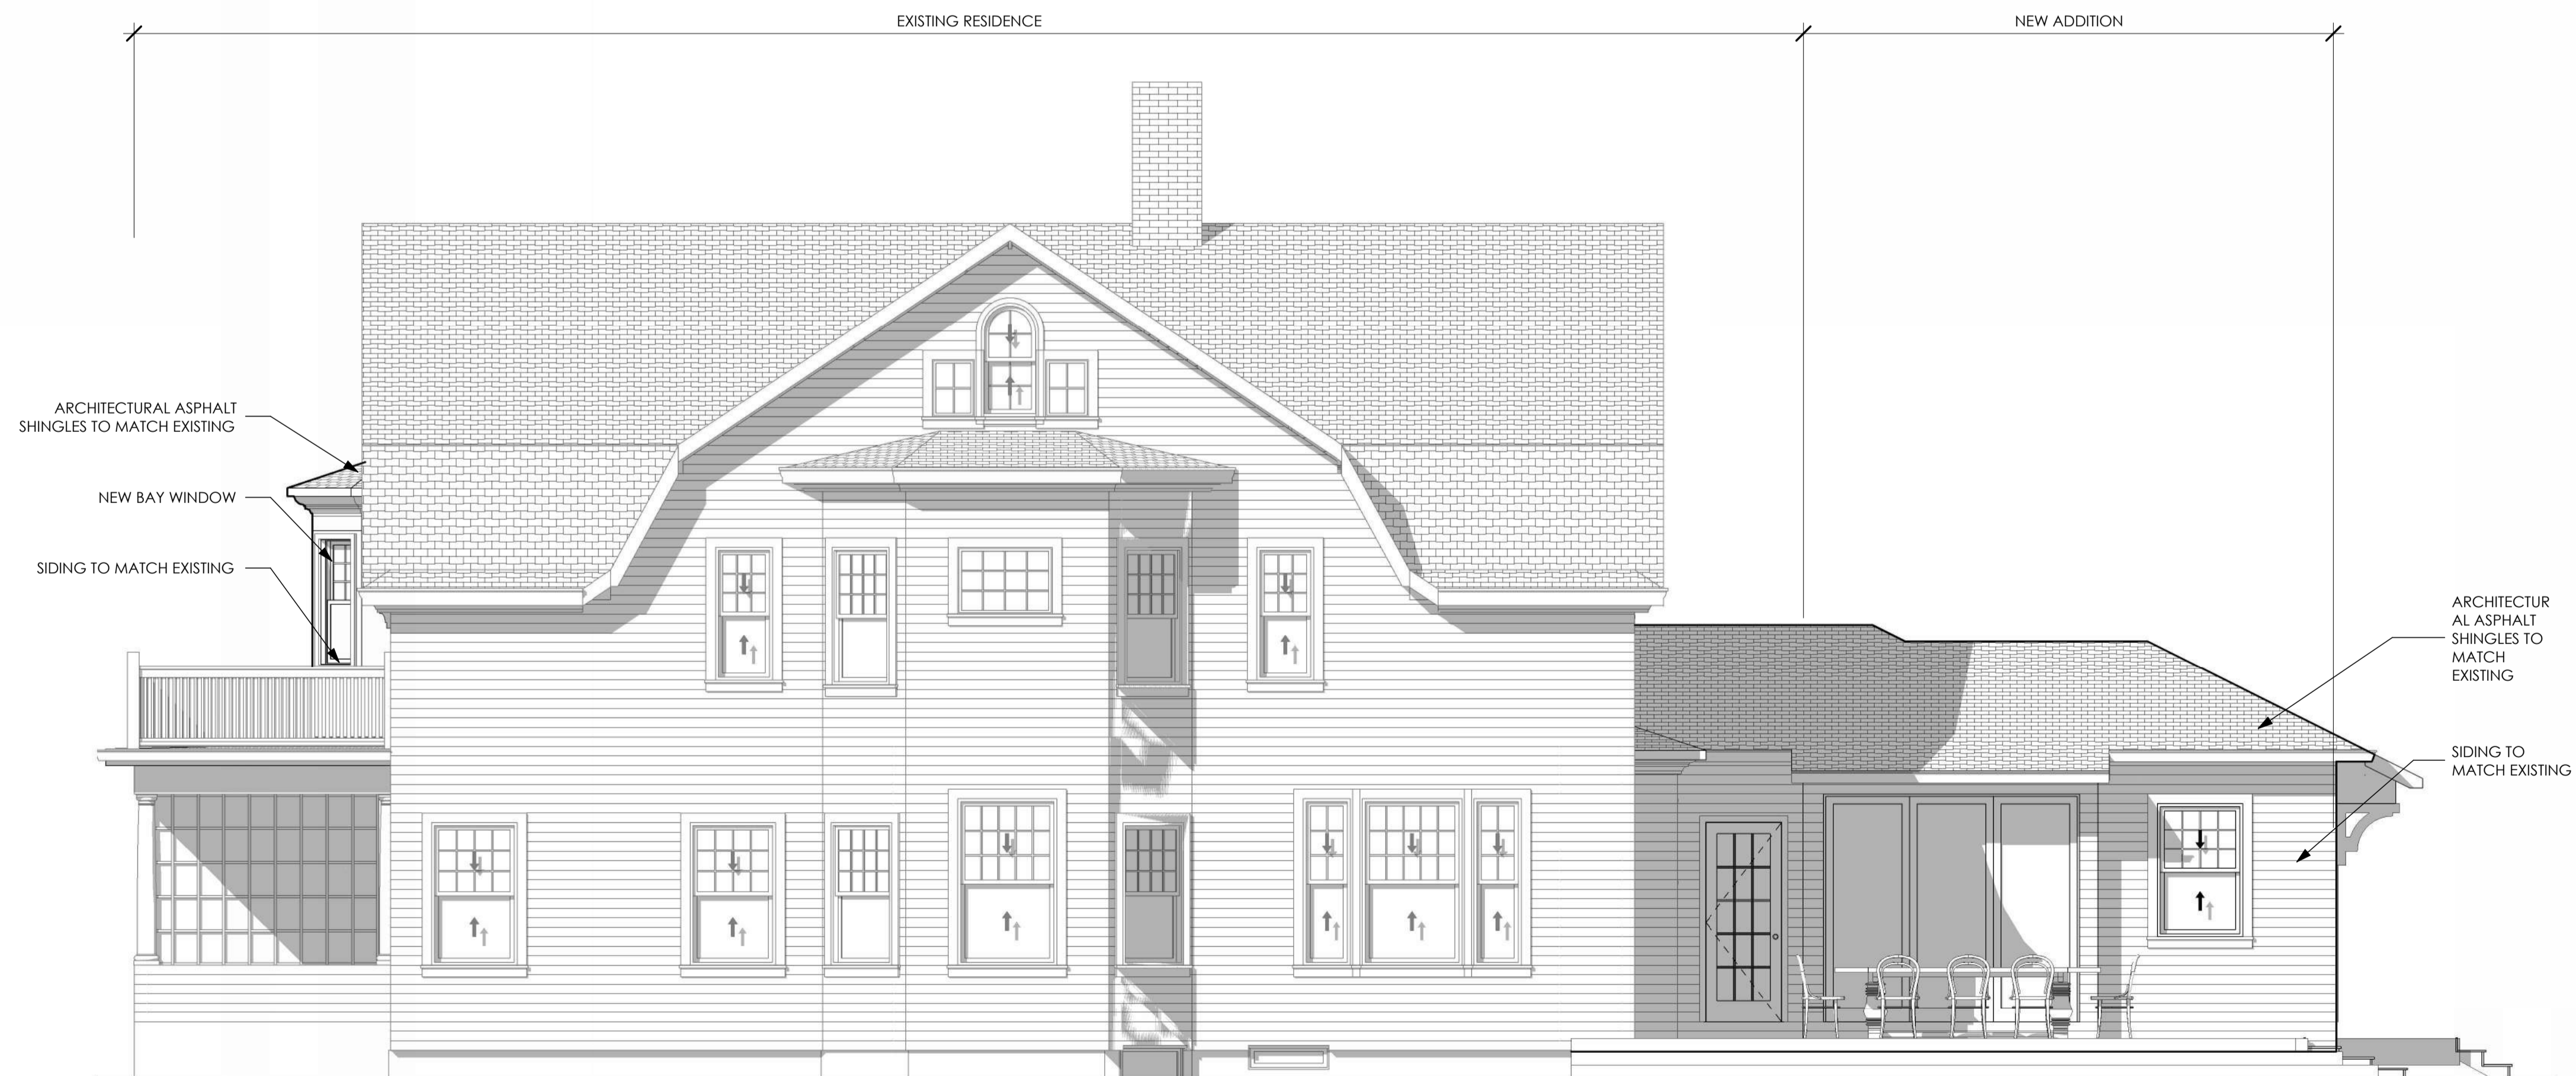 EXISTING RESIDENCE
NEW ADDITION
ARCHITECTURAL ASPHALT
SHINGLES TO MATCH EXISTING
NEW BAY WINDOW
SIDING TO MATCH EXISTING
ARCHITECTUR
AL ASPHALT
SHINGLES TO
MATCH
EXISTING
SIDING TO
MATCH EXISTING